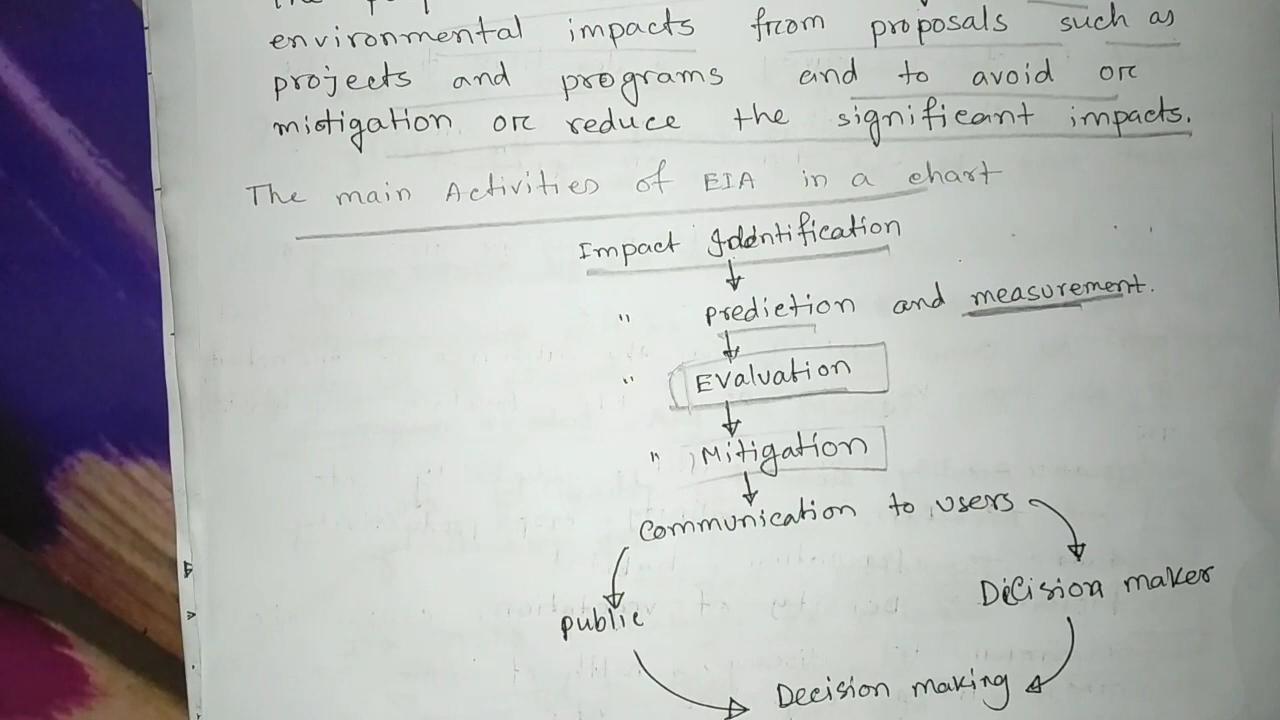 environmental impacts from proposals such as
projects and programs and to avoid or
miotigation or reduce the significant impacts.
The main Activities of EIA in a chart
Impact Identification
" prediction and measurement.
" Evaluation
" Mitigation
Communication to users
Decision maker
public
Decision making